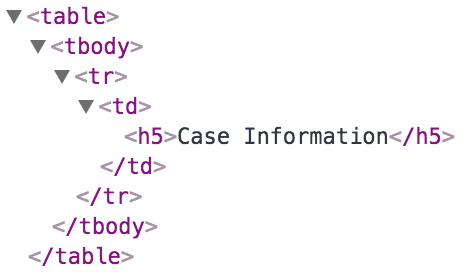 <table>
<tbody>
<tr>
<td>
<h5>Case Information</h5>
</td>
</tr>
</tbody>
</table>